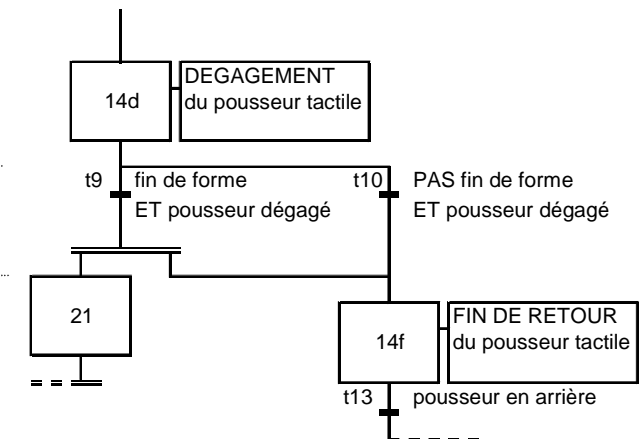 14d
DEGAGEMENT
du pousseur tactile
t9
fin de forme
ET pousseur dégagé
t10
PAS fin de forme
ET pousseur dégagé
21
14f
FIN DE RETOUR
du pousseur tactile
t13
pousseur en arrière